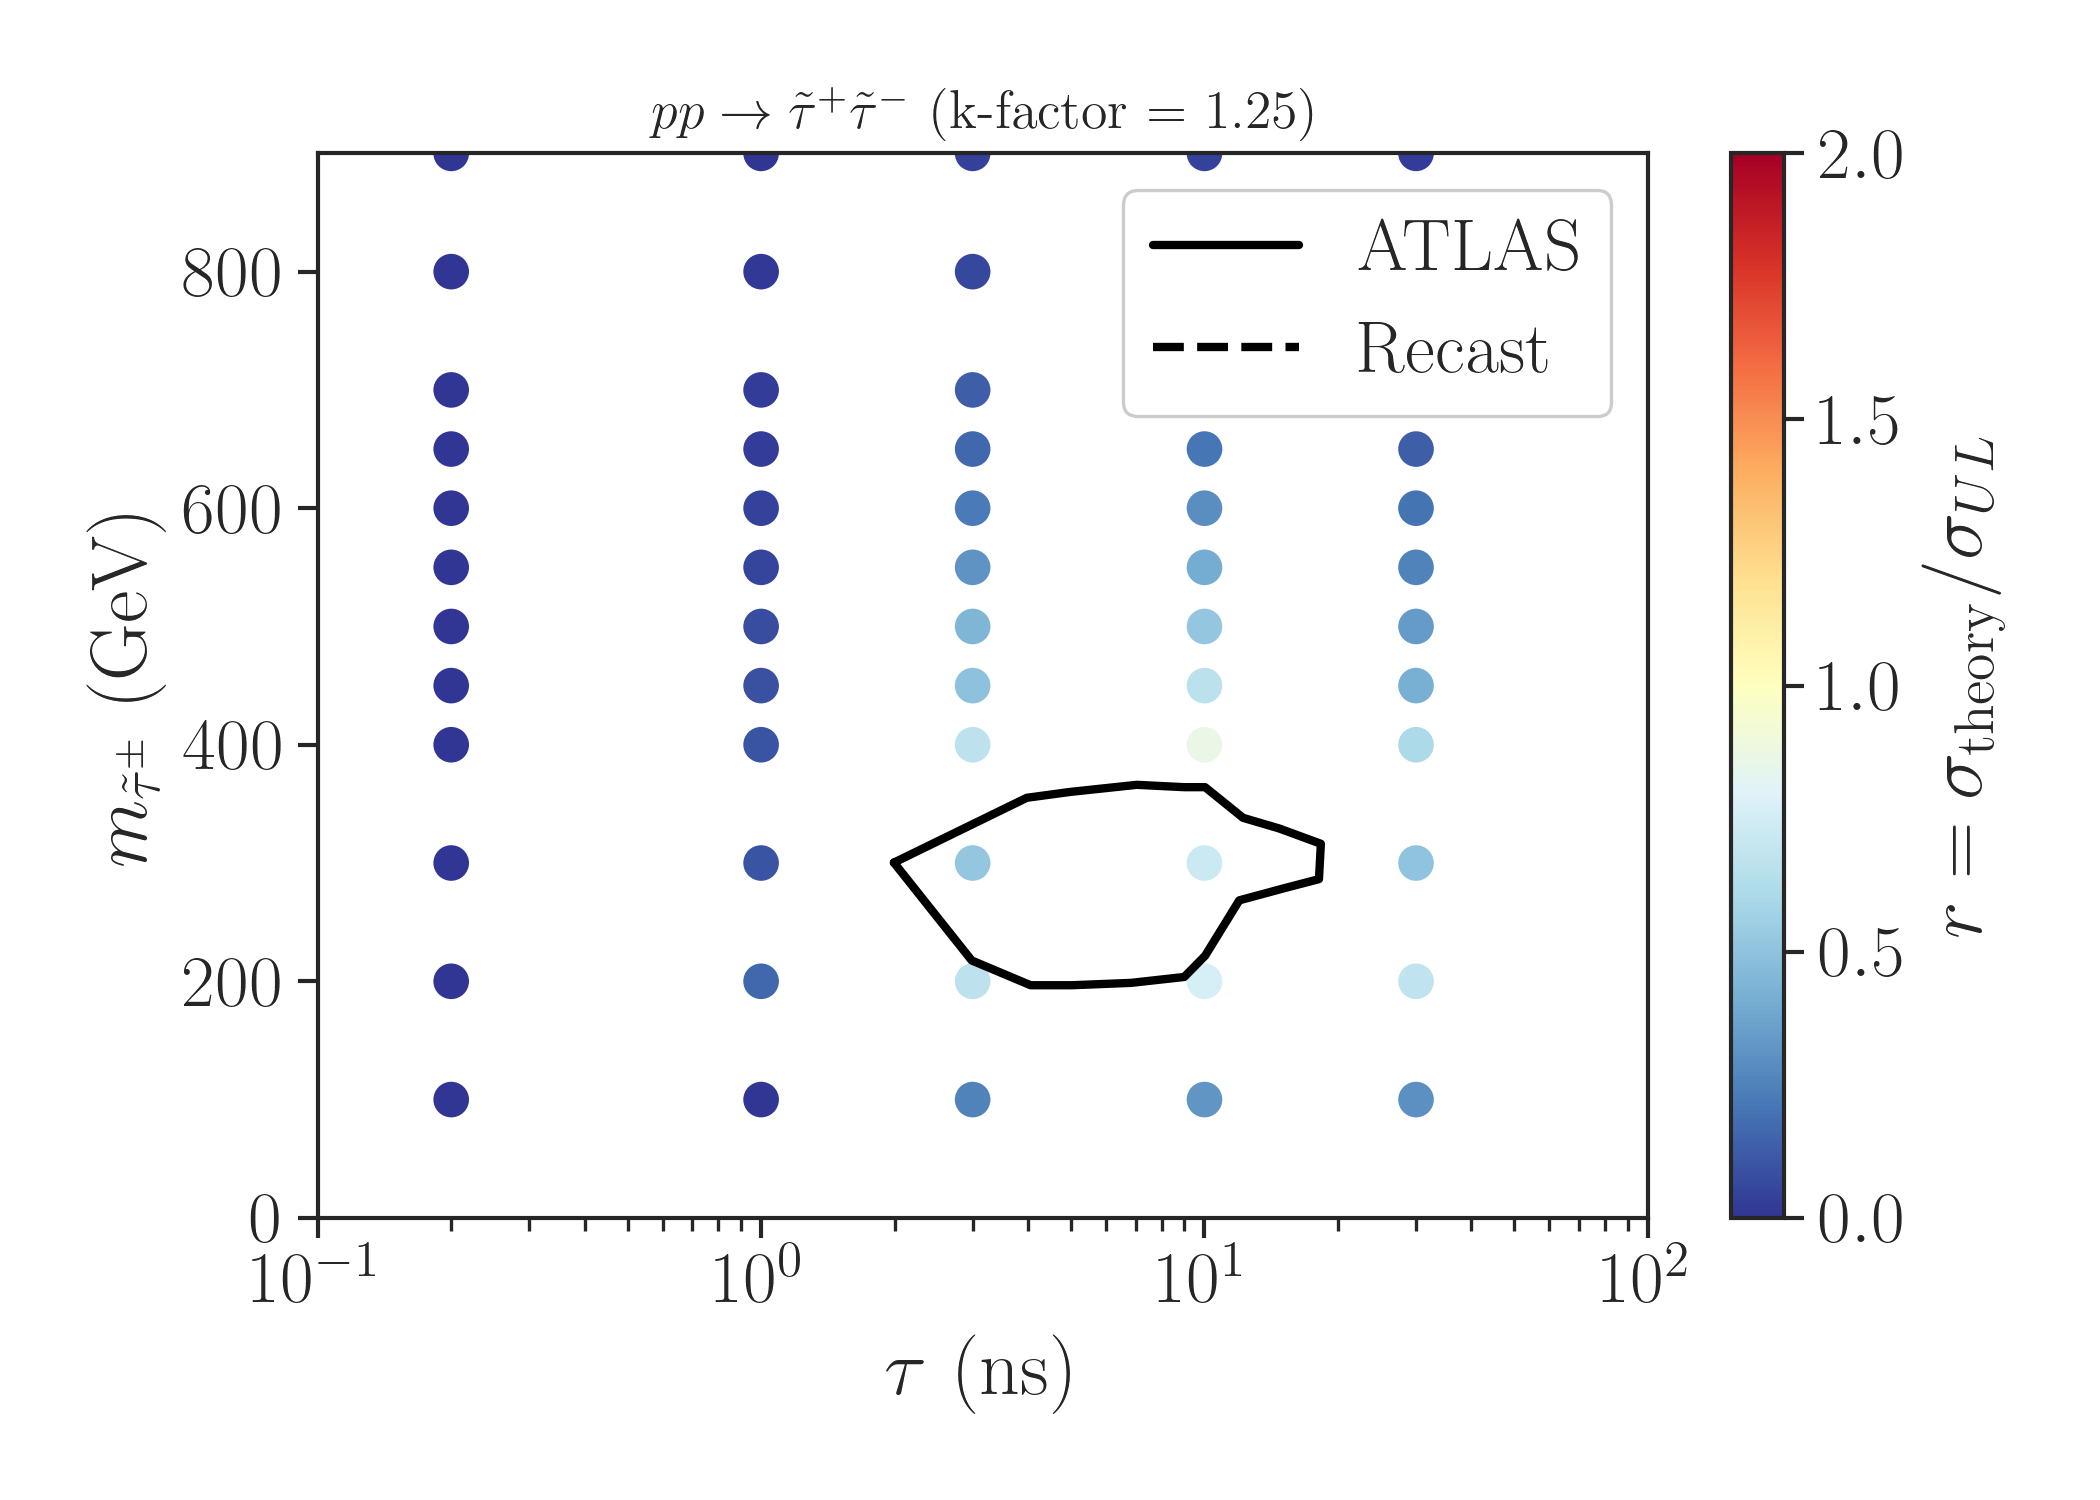 pp → τ̃⁺τ̃⁻ (k-factor = 1.25)
ATLAS
Recast
800
600
400
200
0
m_τ̃± (GeV)
10⁻¹ 10⁰ 10¹ 10²
τ (ns)
2.0
1.5
1.0
0.5
0.0
r = σ_theory/σ_UL